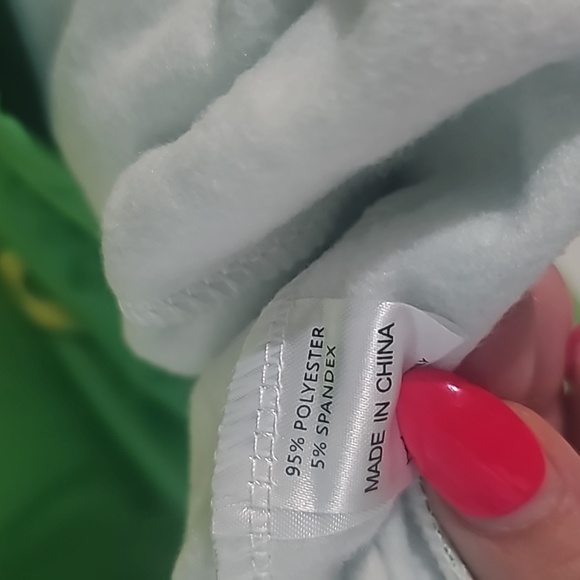 95% POLYESTER
5% SPANDEX
MADE IN CHINA